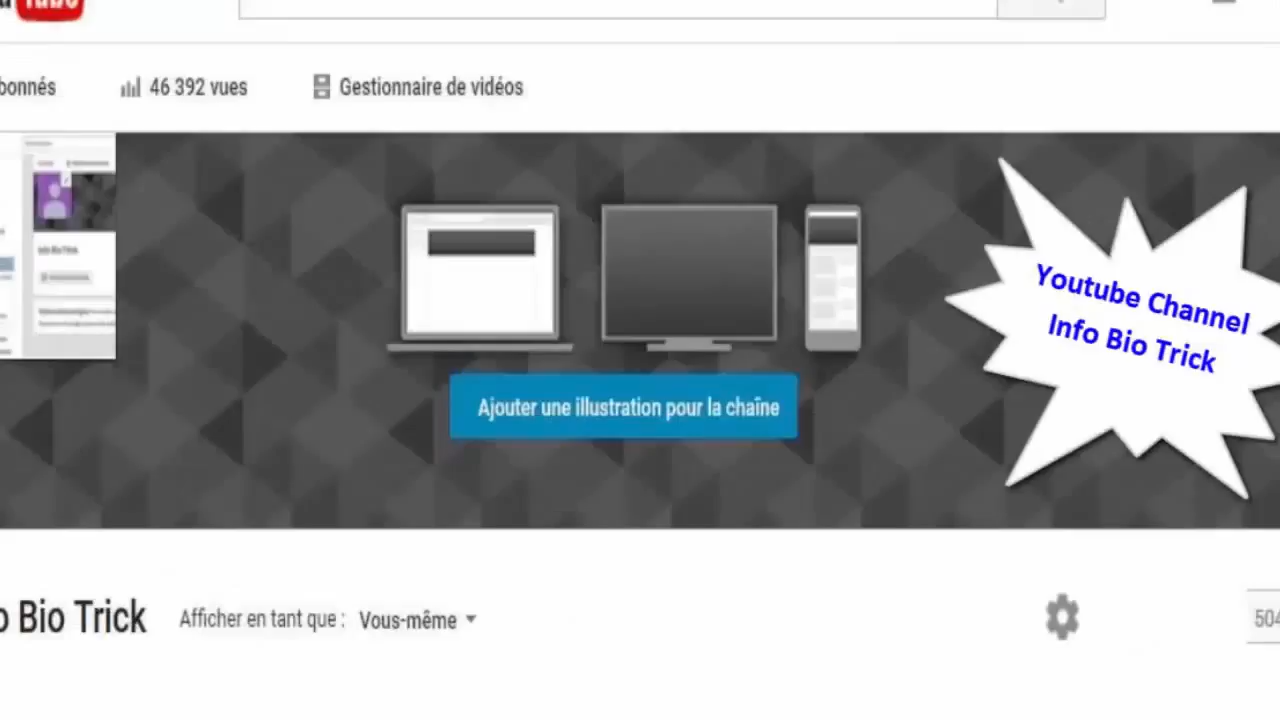 Tube
bonnés
46 392 vues
Gestionnaire de vidéos
Youtube Channel
Info Bio Trick
Ajouter une illustration pour la chaîne
o Bio Trick
Afficher en tant que :
Vous-même
504